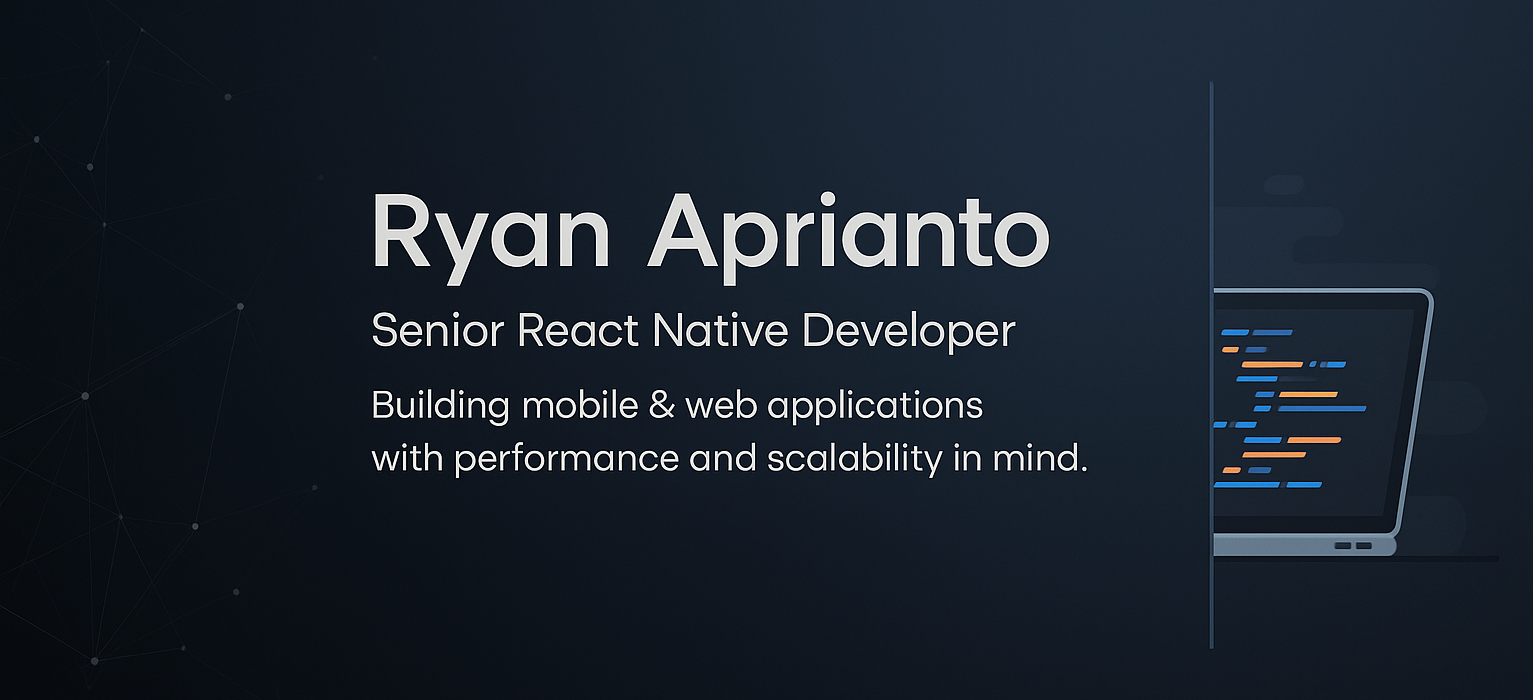 Ryan Aprianto
Senior React Native Developer
Building mobile & web applications
with performance and scalability in mind.